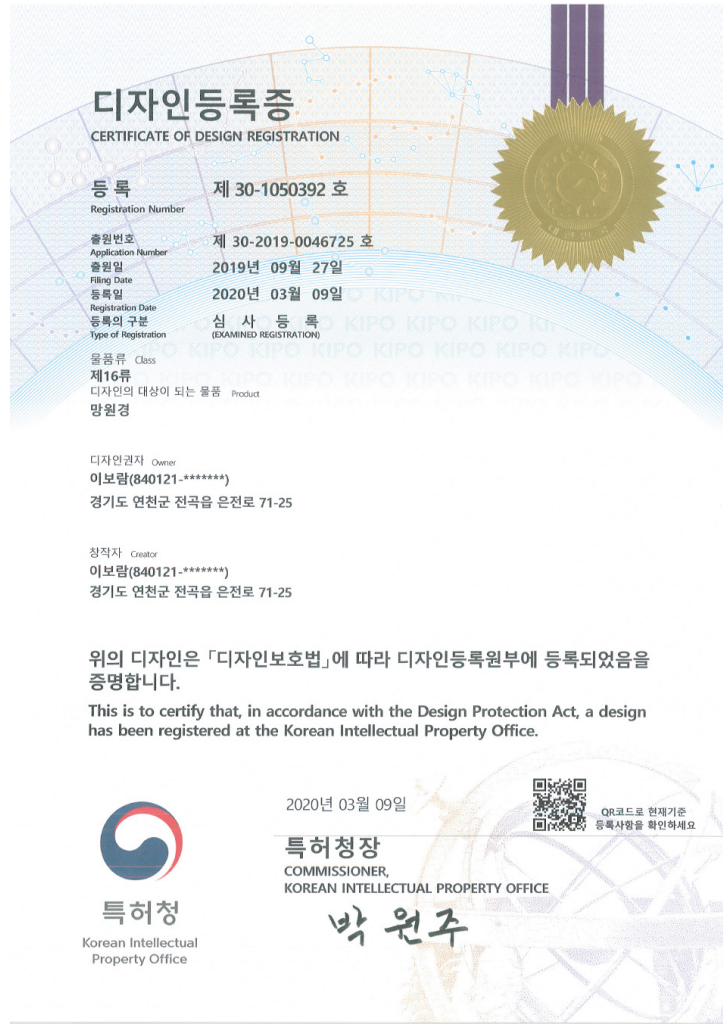 디자인등록증
CERTIFICATE OF DESIGN REGISTRATION
등 록 제 30-1050392 호
Registration Number
출원번호 제 30-2019-0046725 호
Application Number
출원일 2019년 09월 27일
Filing Date
등록일 2020년 03월 09일
Registration Date
등록의 구분 심 사 등 록
Type of Registration (EXAMINED REGISTRATION)
물품류 Class
제16류
디자인의 대상이 되는 물품 Product
망원경
디자인권자 Owner
이보람(840121-*******)
경기도 연천군 전곡읍 은전로 71-25
창작자 Creator
이보람(840121-*******)
경기도 연천군 전곡읍 은전로 71-25
위의 디자인은 「디자인보호법」에 따라 디자인등록원부에 등록되었음을
증명합니다.
This is to certify that, in accordance with the Design Protection Act, a design
has been registered at the Korean Intellectual Property Office.
2020년 03월 09일
QR코드로 현재기준
등록사항을 확인하세요
특허청장
COMMISSIONER,
KOREAN INTELLECTUAL PROPERTY OFFICE
박 원 주
특허청
Korean Intellectual
Property Office